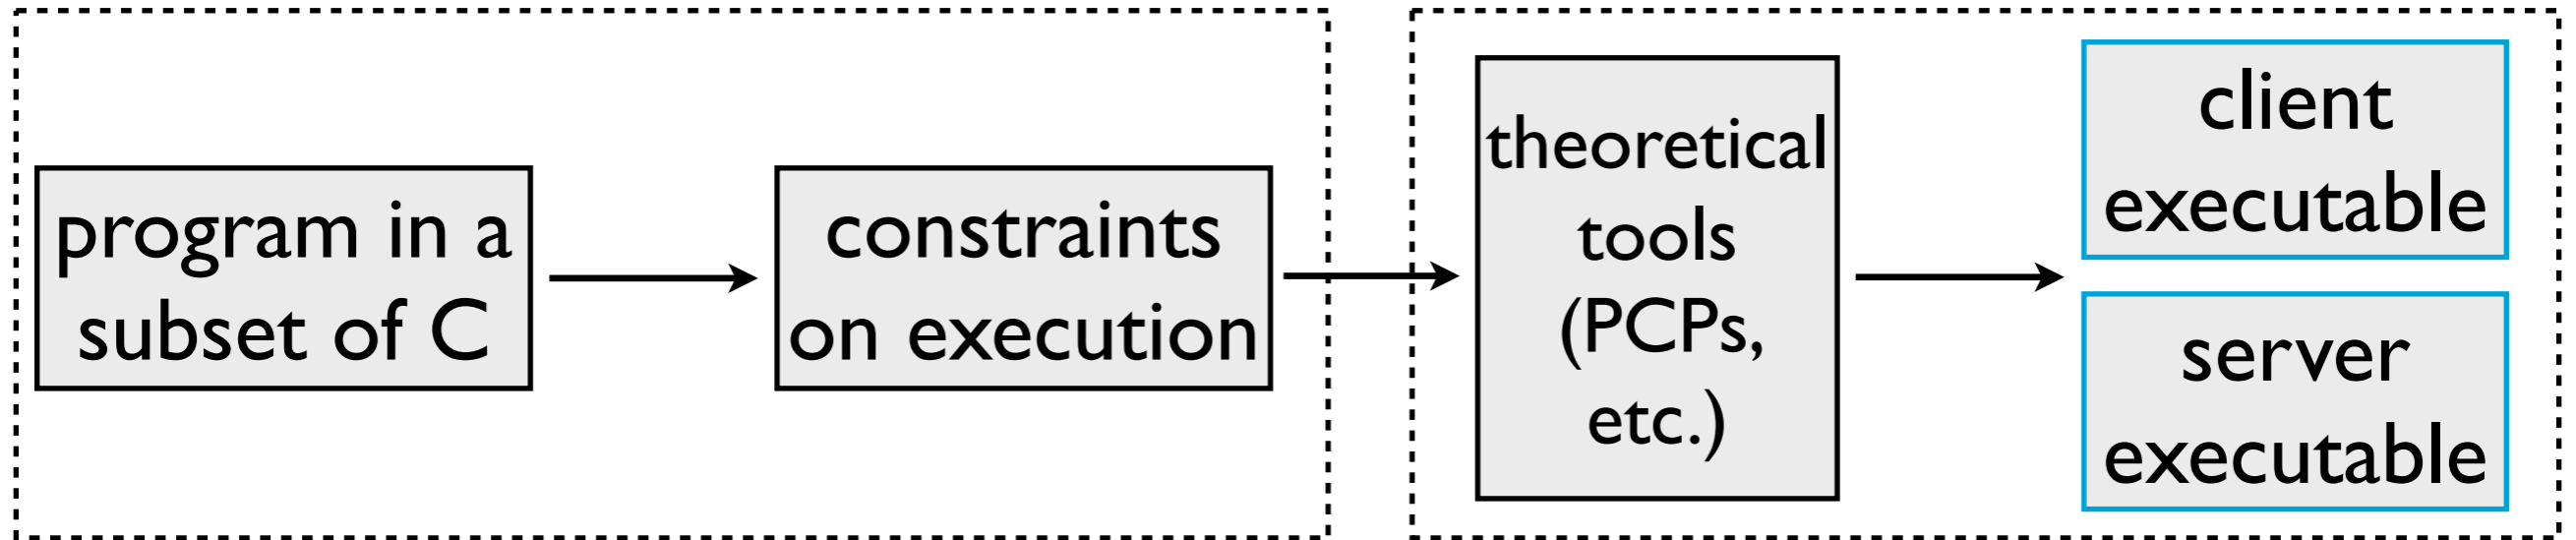 program in a
subset of C
constraints
on execution
theoretical
tools
(PCPs,
etc.)
client
executable
server
executable